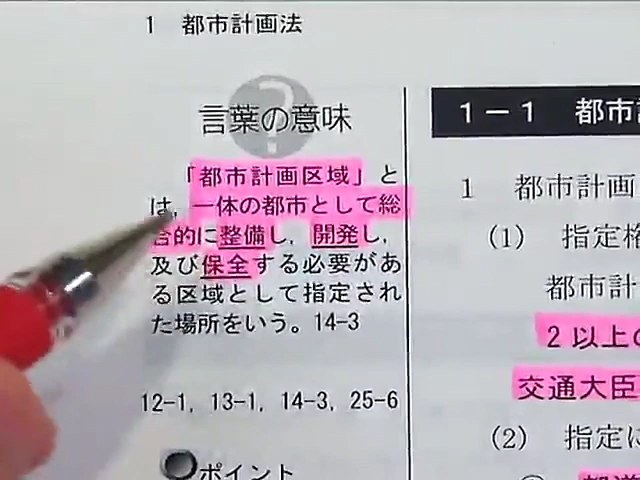 1 都市計画法
言葉の意味
「都市計画区域」と
は，一体の都市として総
合的に整備し，開発し，
及び保全する必要があ
る区域として指定され
た場所をいう。14-3
12-1, 13-1, 14-3, 25-6
ポイント
1－1 都市
1 都市計画
(1) 指定
都市計
2以上の
交通大臣
(2) 指定に